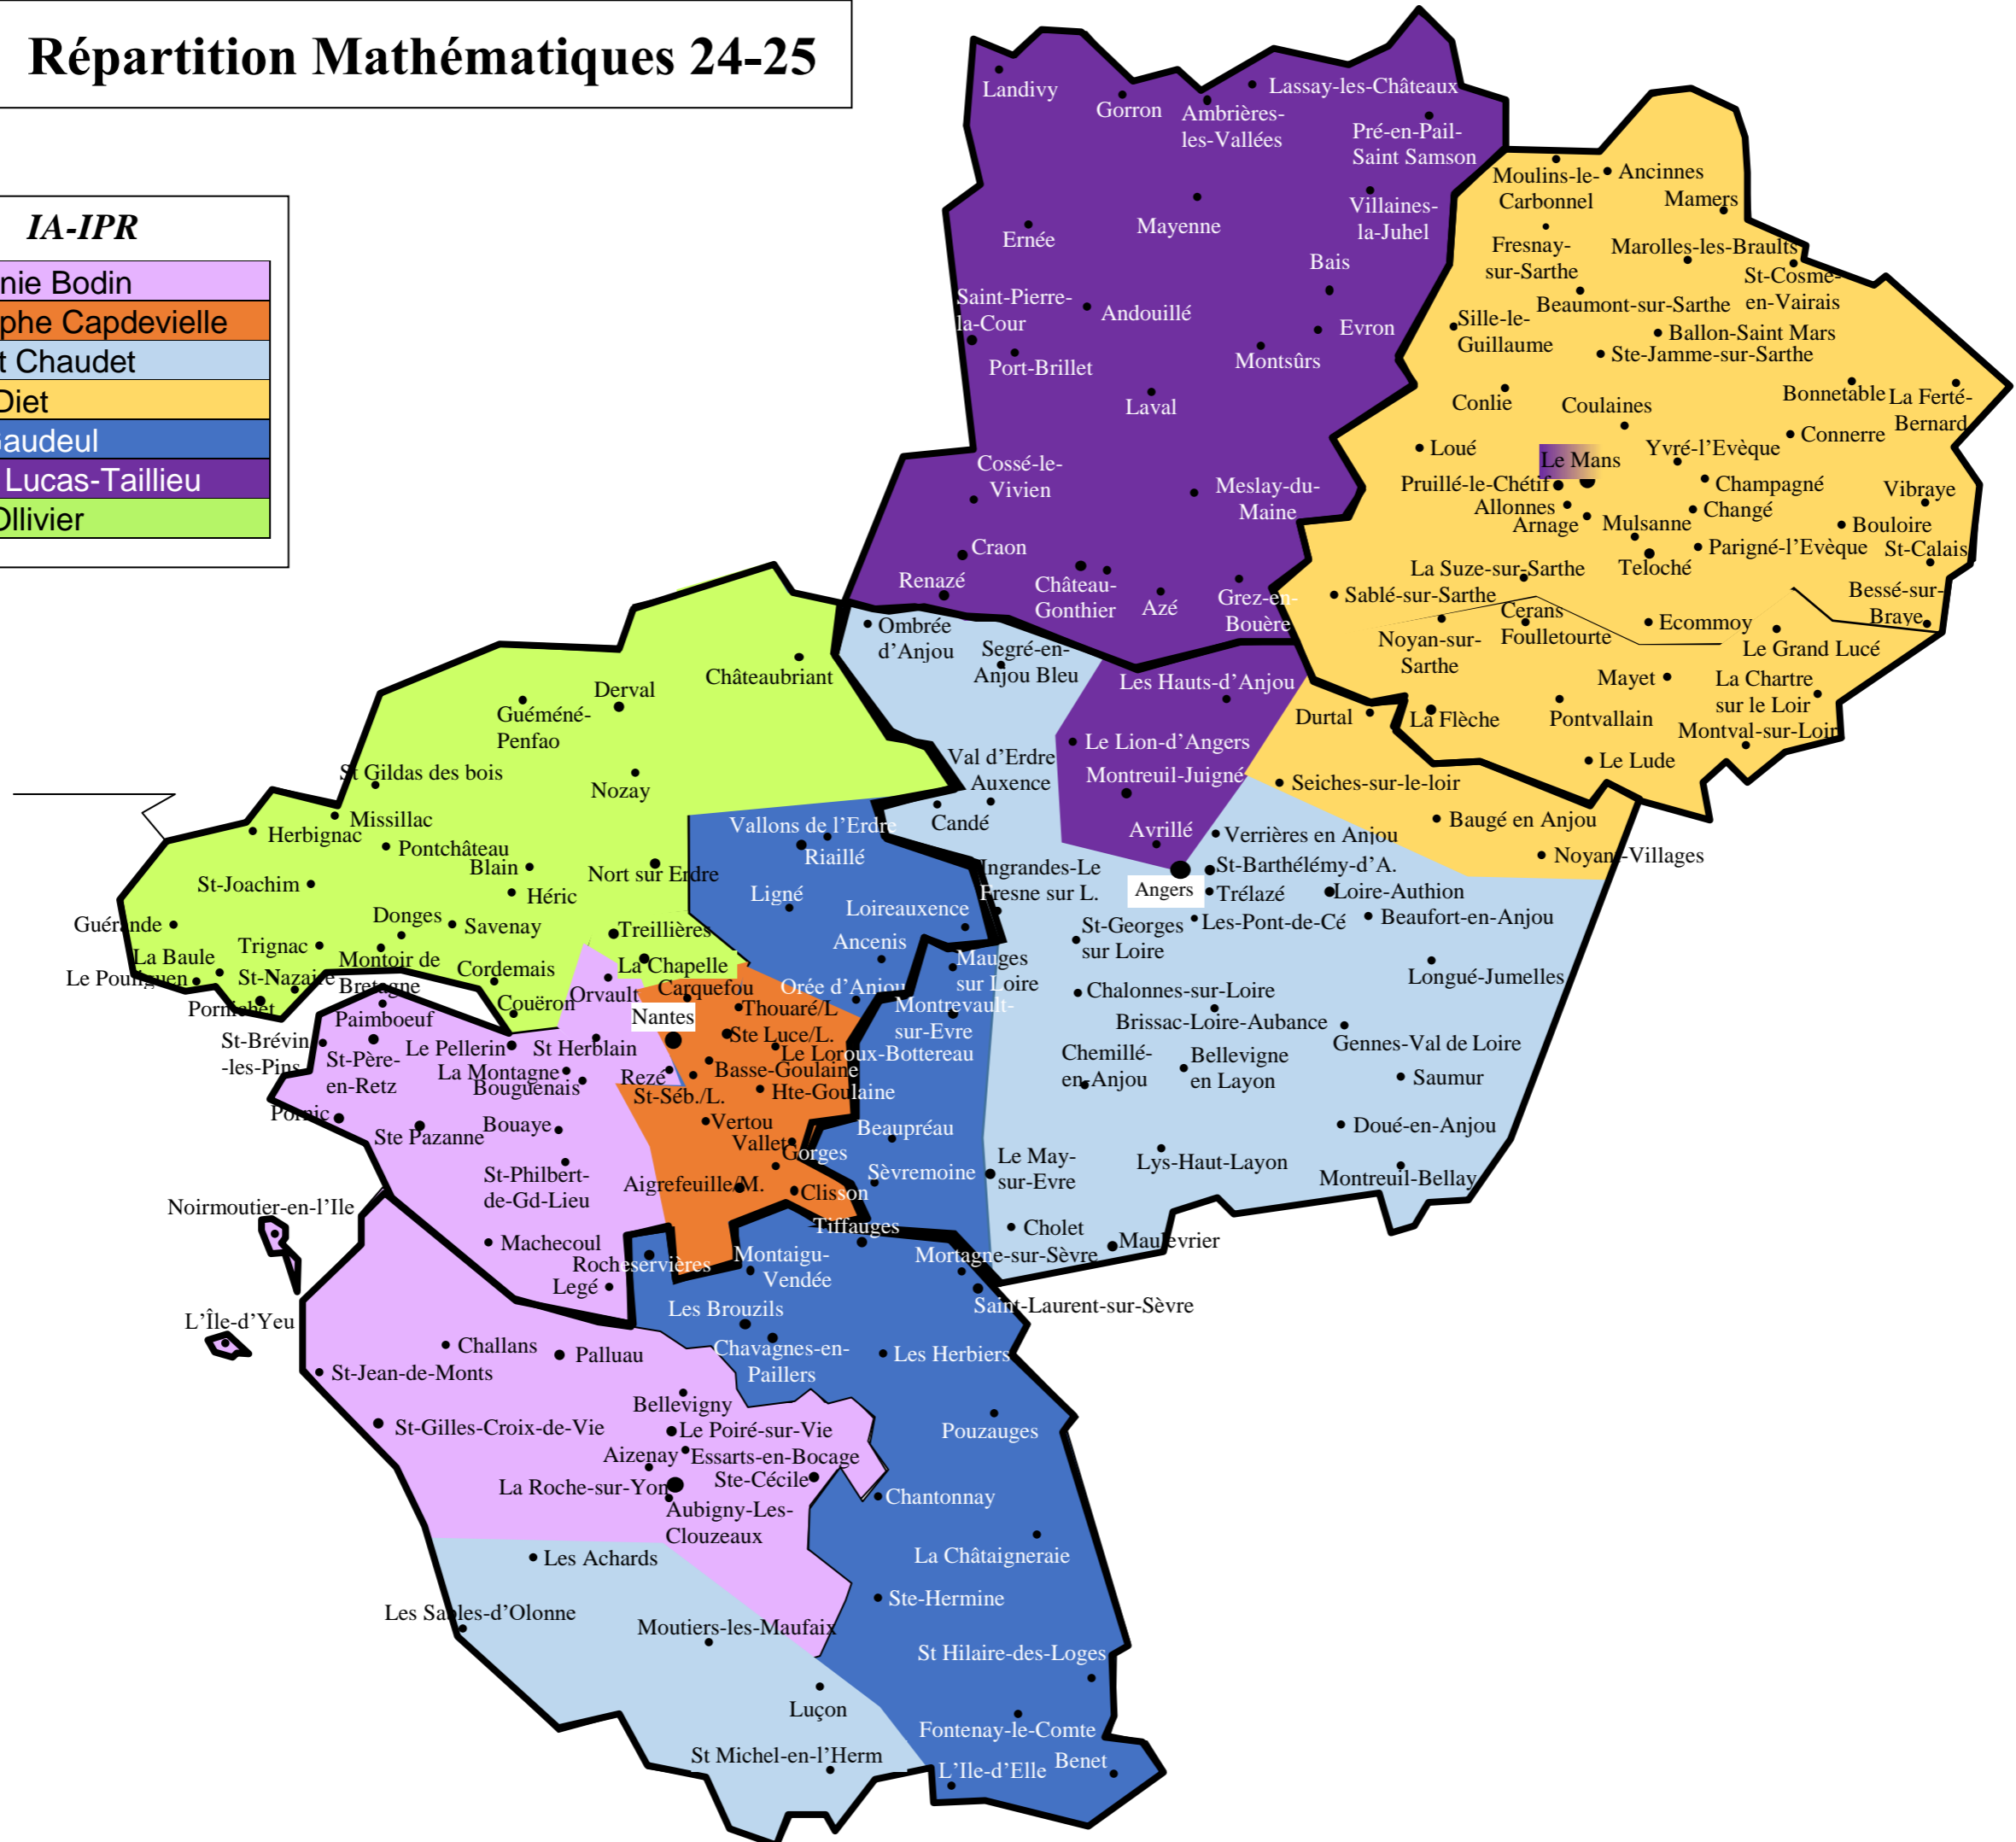 Répartition Mathématiques 24-25
IA-IPR
nie Bodin
phe Capdevielle
t Chaudet
Diet
Gaudeul
Lucas-Taillieu
Ollivier
Landivy
Gorron
Ambrières-
les-Vallées
Lassay-les-Châteaux
Pré-en-Pail-
Saint Samson
Ernée
Mayenne
Villaines-
la-Juhel
Bais
Saint-Pierre-
la-Cour
Andouillé
Evron
Port-Brillet
Montsûrs
Laval
Cossé-le-
Vivien
Meslay-du-
Maine
Craon
Renazé
Château-
Gonthier
Azé
Grez-en-
Bouère
Moulins-le-
Carbonnel
Ancinnes
Mamers
Fresnay-
sur-Sarthe
Marolles-les-Braults
St-Cosme-
en-Vairais
Beaumont-sur-Sarthe
Sille-le-
Guillaume
Ballon-Saint Mars
Ste-Jamme-sur-Sarthe
Conlie
Coulaines
Bonnetable
La Ferté-
Bernard
Loué
Le Mans
Yvré-l’Evèque
Connerre
Pruillé-le-Chétif
Champagné
Vibraye
Allonnes
Arnage
Mulsanne
Changé
Bouloire
Teloché
Parigné-l’Evèque
St-Calais
La Suze-sur-Sarthe
Sablé-sur-Sarthe
Bessé-sur-
Braye
Noyan-sur-
Sarthe
Cerans
Foulletourte
Ecommoy
Le Grand Lucé
Mayet
La Chartre
sur le Loir
La Flèche
Pontvallain
Montval-sur-Loir
Le Lude
Ombrée
d’Anjou
Segré-en-
Anjou Bleu
Les Hauts-d’Anjou
Durtal
Le Lion-d’Angers
Val d’Erdre
Auxence
Montreuil-Juigné
Seiches-sur-le-loir
Candé
Avrillé
Verrières en Anjou
Baugé en Anjou
Noyant-Villages
Ingrandes-Le
Fresne sur L.
Angers
St-Barthélémy-d’A.
Trélazé
Loire-Authion
St-Georges
sur Loire
Les-Pont-de-Cé
Beaufort-en-Anjou
Mauges
sur Loire
Longué-Jumelles
Chalonnes-sur-Loire
Brissac-Loire-Aubance
Montrevault-
sur-Evre
Gennes-Val de Loire
Chemillé-
en-Anjou
Bellevigne
en Layon
Saumur
Doué-en-Anjou
Beaupréau
Sèvremoine
Le May-
sur-Evre
Lys-Haut-Layon
Montreuil-Bellay
Cholet
Maulevrier
Châteaubriant
Derval
Guéméné-
Penfao
St Gildas des bois
Nozay
Missillac
Herbignac
Pontchâteau
Blain
Nort sur Erdre
Vallons de l’Erdre
Riaillé
St-Joachim
Héric
Ligné
Loireauxence
Guérande
Donges
Savenay
Treillières
Ancenis
La Baule
Trignac
Montoir de
Bretagne
Le Pouliguen
St-Nazaire
Cordemais
La Chapelle
Orée d’Anjou
Pornichet
Couëron
Orvault
Carquefou
Thouaré/L
Paimboeuf
Nantes
Ste Luce/L.
St-Brévin
-les-Pins
St-Père-
en-Retz
Le Pellerin
St Herblain
Le Loroux-Bottereau
La Montagne
Bouguenais
Rezé
Basse-Goulaine
St-Séb./L.
Hte-Goulaine
Pornic
Ste Pazanne
Bouaye
Vertou
Vallet
Gorges
St-Philbert-
de-Gd-Lieu
Aigrefeuille/M.
Clisson
Noirmoutier-en-l’Ile
Machecoul
Legé
Rocheservières
Montaigu-
Vendée
Tiffauges
Mortagne-sur-Sèvre
Saint-Laurent-sur-Sèvre
L’Île-d’Yeu
Les Brouzils
Challans
Palluau
Chavagnes-en-
Paillers
Les Herbiers
St-Jean-de-Monts
Bellevigny
St-Gilles-Croix-de-Vie
Le Poiré-sur-Vie
Pouzauges
Aizenay
Essarts-en-Bocage
La Roche-sur-Yon
Ste-Cécile
Aubigny-Les-
Clouzeaux
Chantonnay
Les Achards
La Châtaigneraie
Ste-Hermine
Les Sables-d’Olonne
Moutiers-les-Maufaix
St Hilaire-des-Loges
Luçon
Fontenay-le-Comte
St Michel-en-l’Herm
L’Ile-d’Elle
Benet